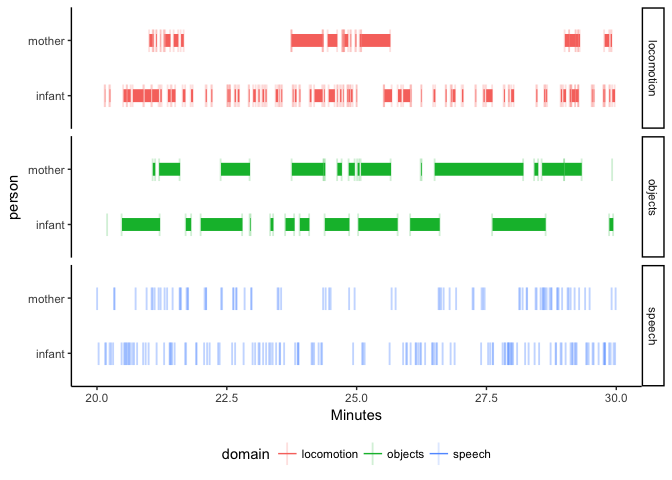 mother
infant
locomotion
mother
infant
objects
mother
infant
speech
person
20.0 22.5 25.0 27.5 30.0
Minutes
domain locomotion objects speech